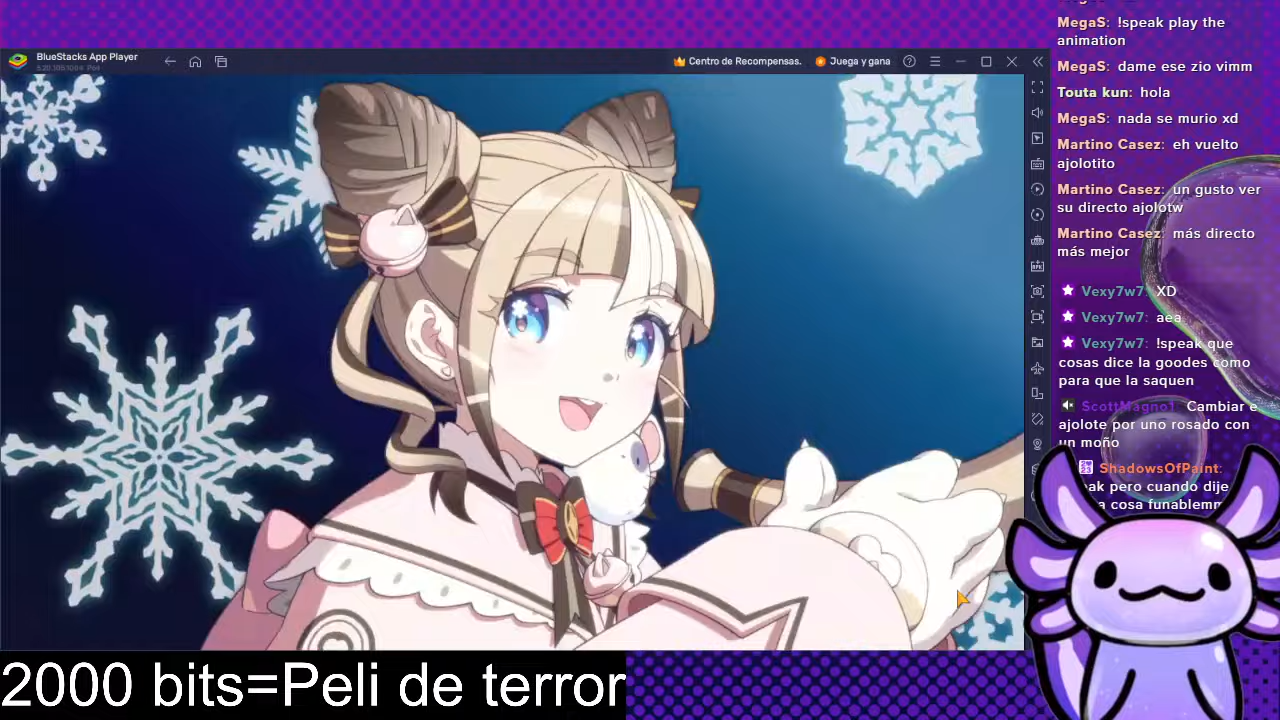 BlueStacks App Player
Centro de Recompensas.
Juega y gana
MegaS: !speak play the
animation
MegaS: dame ese zio vimm
Touta kun: hola
MegaS: nada se murio xd
Martino Casez: eh vuelto
ajolotito
Martino Casez: un gusto ver
su directo ajolotw
Martino Casez: más directo
más mejor
Vexy7w7: XD
Vexy7w7: aea
Vexy7w7: !speak que
cosas dice la goodes como
para que la saquen
ScottMagno1: Cambiar e
ajolote por uno rosado con
un moño
ShadowsOfPaint:
pero cuando dije
a cosa
2000 bits=Peli de terror